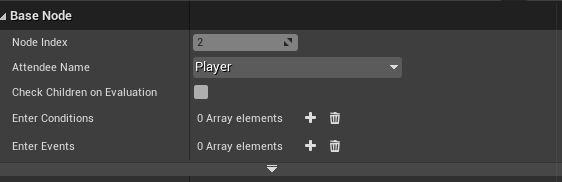 Base Node
Node Index 2
Attendee Name Player
Check Children on Evaluation
Enter Conditions 0 Array elements
Enter Events 0 Array elements